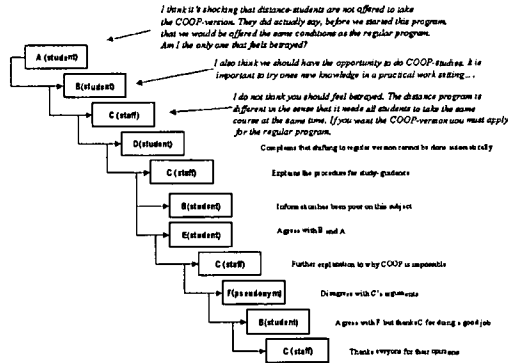 I think it's shocking that distance-students are not offered to take
the COOP-version. They did actually say, before we started this program,
that we would be offered the same conditions as the regular program.
Am I the only one that feels betrayed?
A (student)
I also think we should have the opportunity to do COOP-studies. It is
important to try ones new knowledge in a practical work setting...
B(student)
I do not think you should feel betrayed. The distance program is
different in the sense that it needs all students to take the same
course at the same time. If you want the COOP-version you must apply
for the regular program.
C (staff)
D(student)
Complains that shifting to regular version cannot be done automatically
C (staff)
Explains the procedure for study-guidance
B(student)
Information has been poor on this subject
E(student)
Agrees with B and A
C (staff)
Further explanation to why COOP is impossible
F(pseudonym)
Disagrees with C's arguments
B(student)
Agrees with F but thanks C for doing a good job
C (staff)
Thanks everyone for their opinions